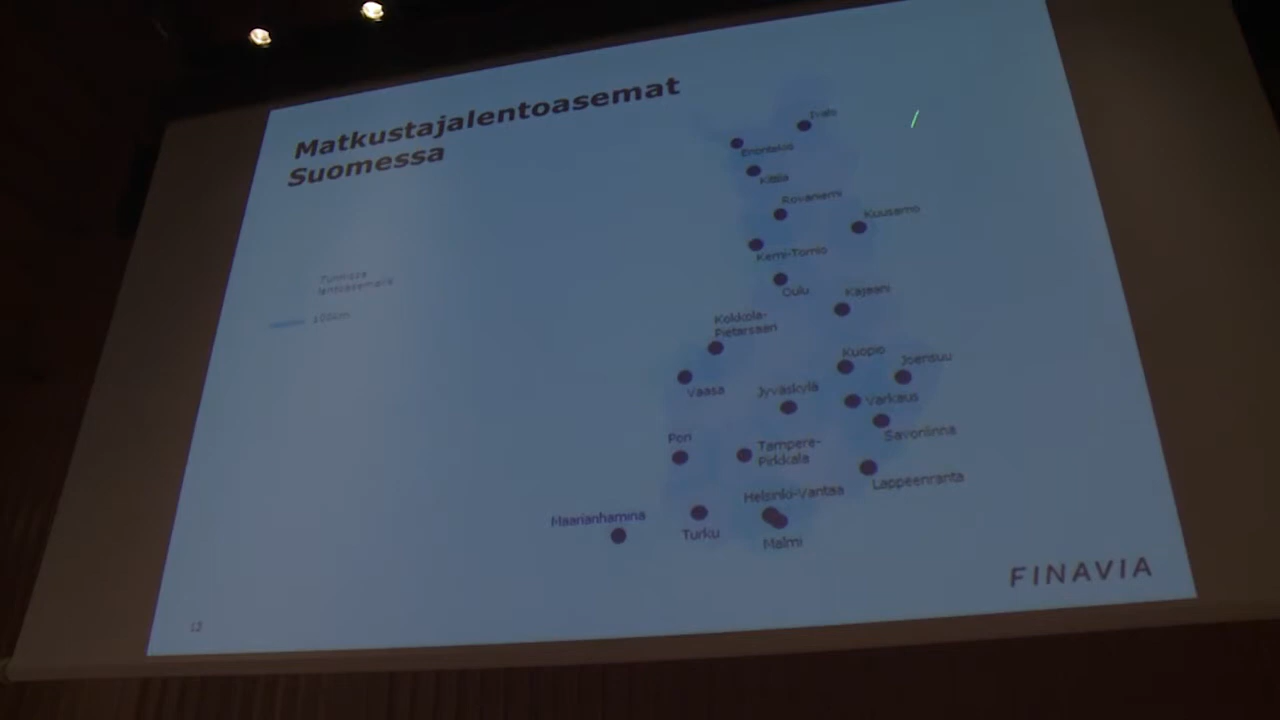 Matkustajalentoasemat
Suomessa
Ivalo
Enontekiö
Kittilä
Rovaniemi
Kuusamo
Kemi-Tornio
Oulu
Kajaani
Kokkola-
Pietarsaari
Kuopio
Joensuu
Vaasa
Jyväskylä
Varkaus
Savonlinna
Pori
Tampere-
Pirkkala
Lappeenranta
Helsinki-Vantaa
Maarianhamina
Turku
Malmi
FINAVIA
12